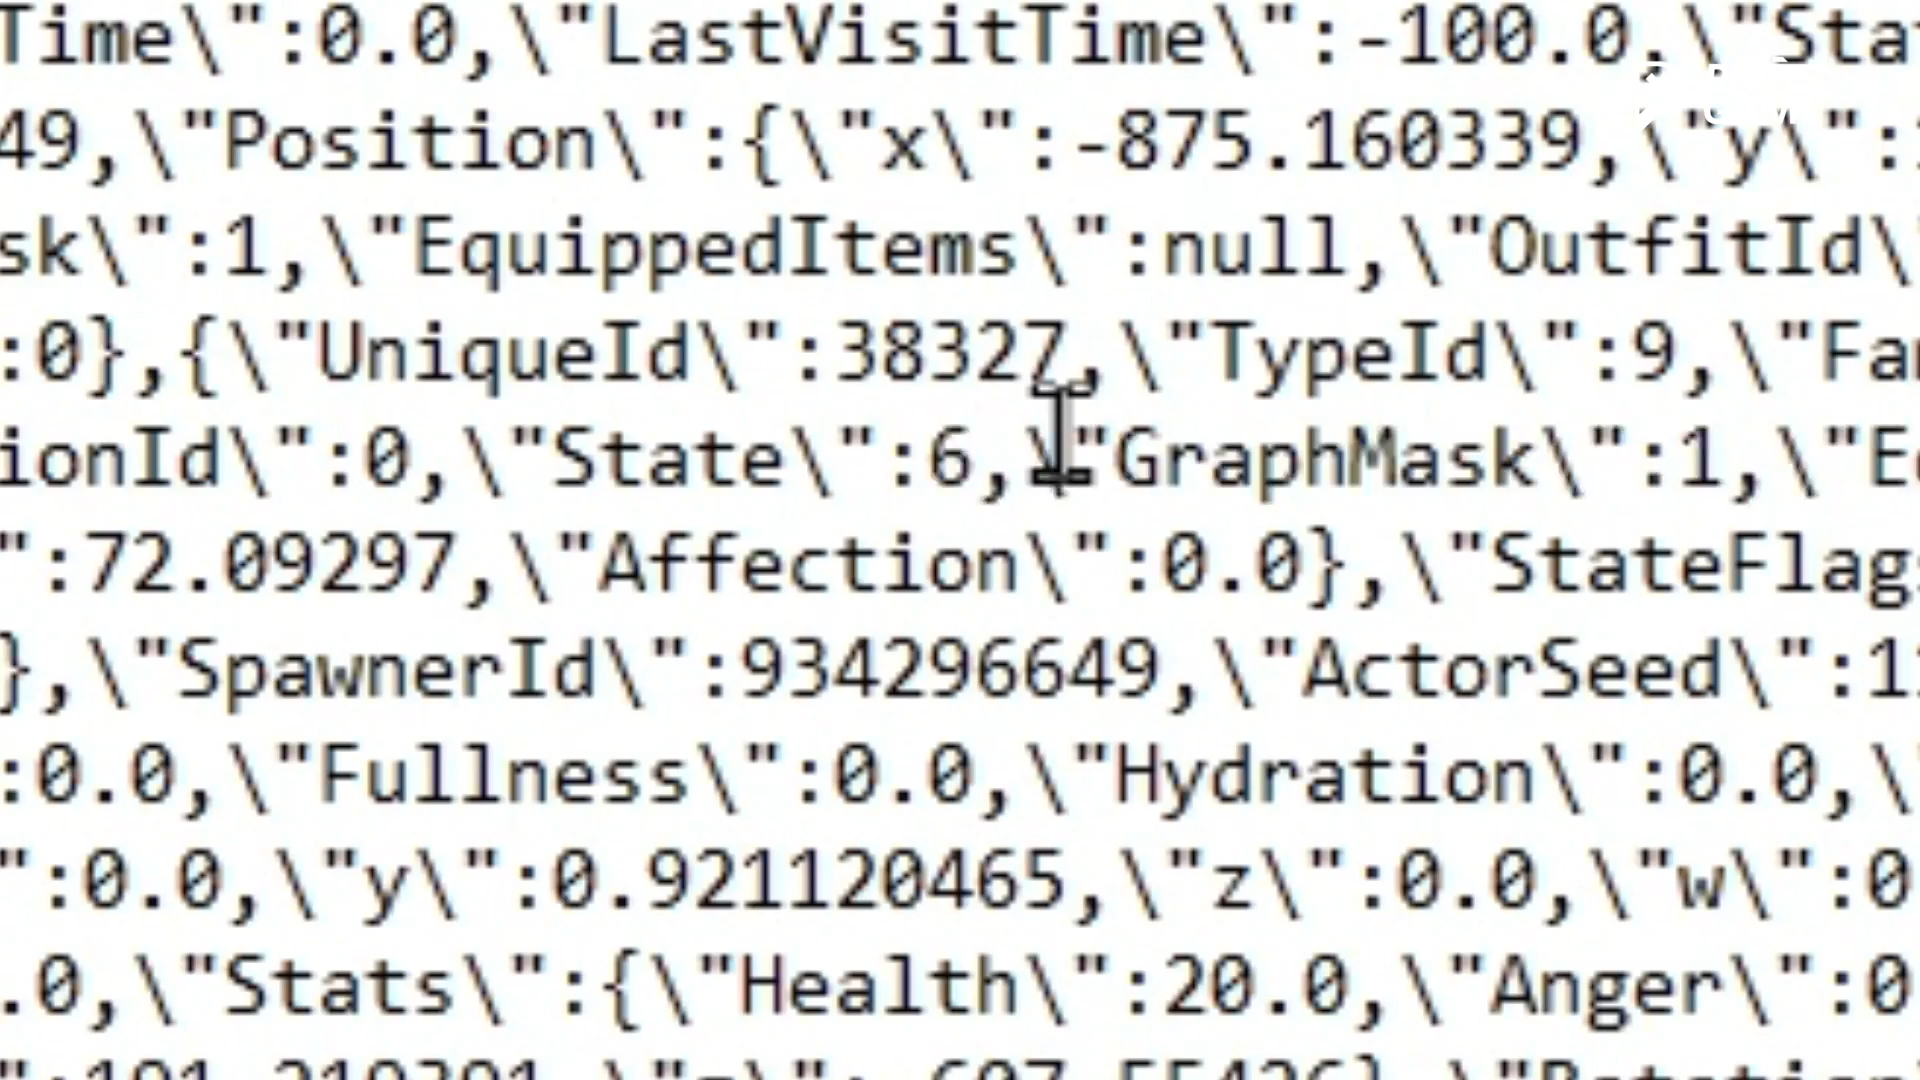 Time\":0.0,\"LastVisitTime\":-100.0,\"Sta
49,\"Position\":{\"x\":-875.160339,\"y\":
sk\":1,\"EquippedItems\":null,\"OutfitId\
:0},{\"UniqueId\":38327,\"TypeId\":9,\"Fa
ionId\":0,\"State\":6,\"GraphMask\":1,\"E
":72.09297,\"Affection\":0.0},\"StateFlags
},\"SpawnerId\":934296649,\"ActorSeed\":1
:0.0,\"Fullness\":0.0,\"Hydration\":0.0,\
":0.0,\"y\":0.921120465,\"z\":0.0,\"w\":0
.0,\"Stats\":{\"Health\":20.0,\"Anger\":0